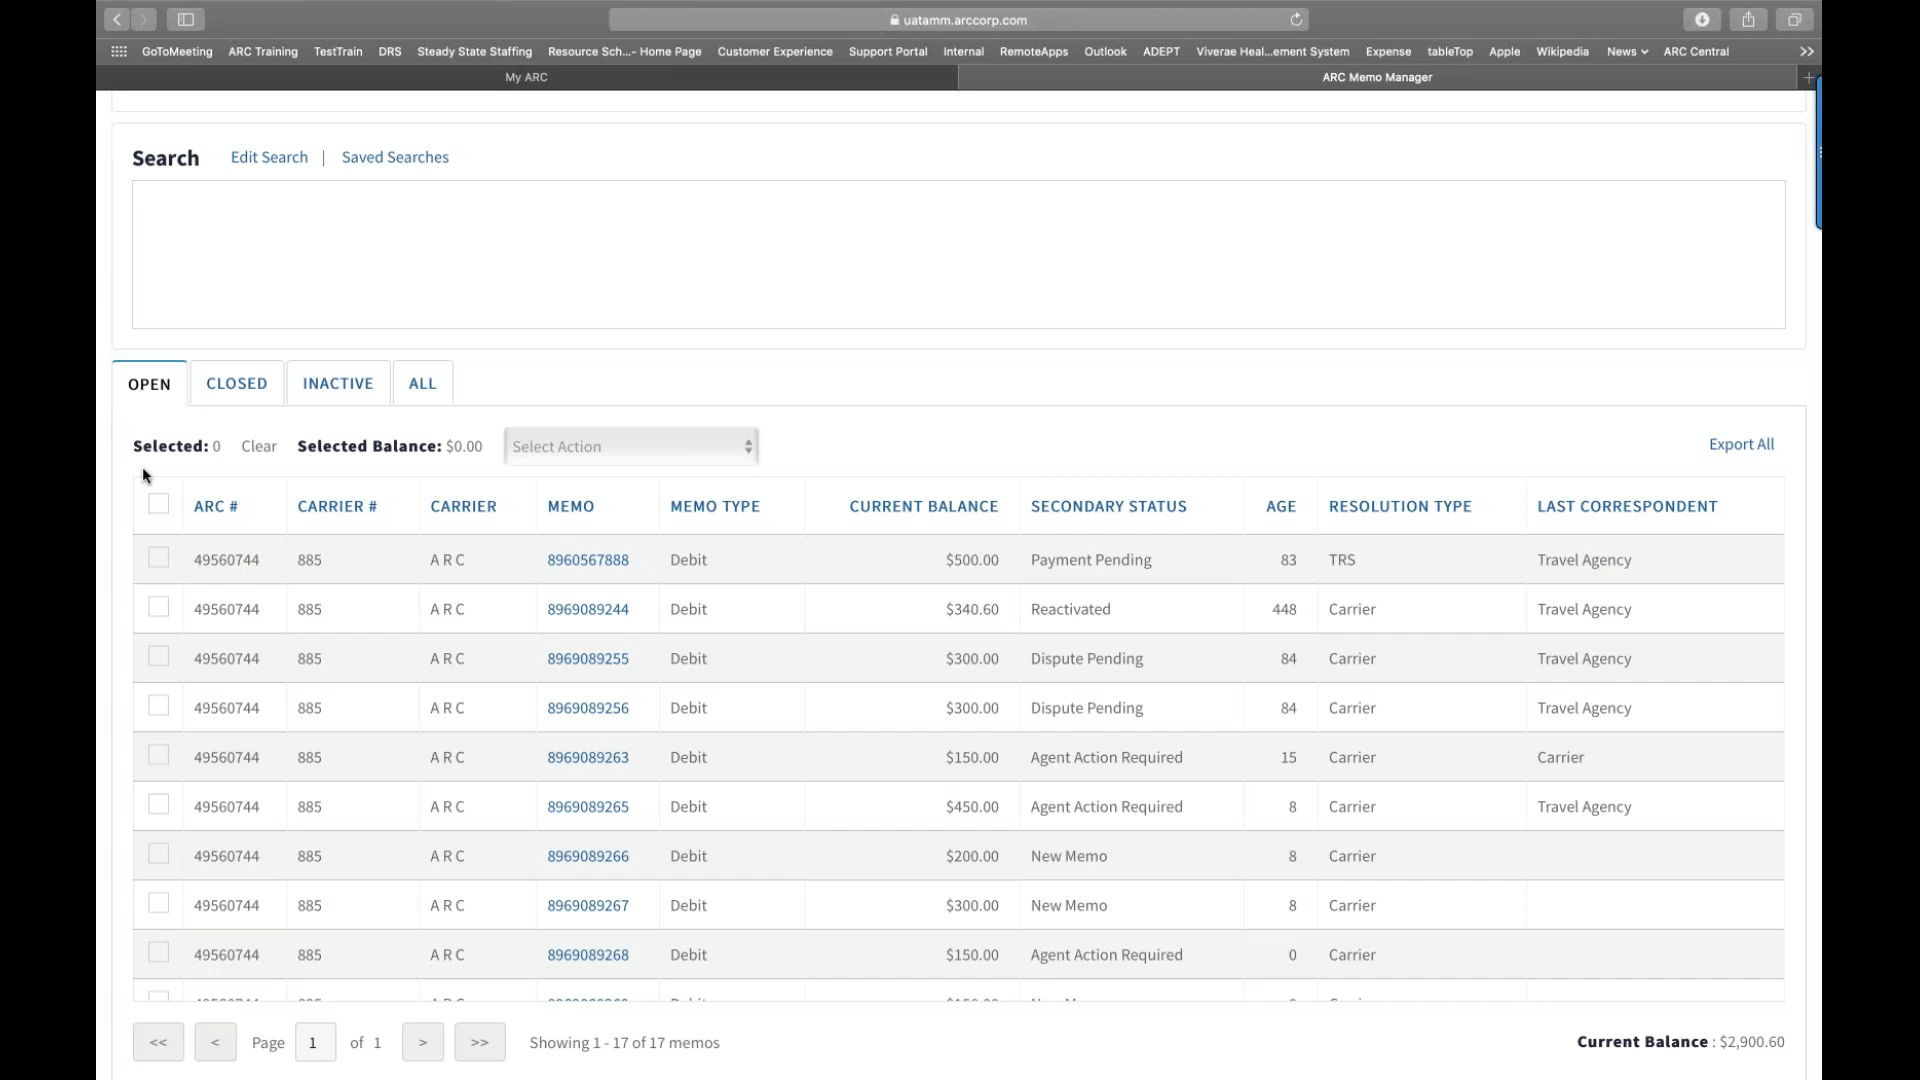 uatamm.arccorp.com
GoToMeeting ARC Training TestTrain DRS Steady State Staffing Resource Sch...- Home Page Customer Experience Support Portal Internal RemoteApps Outlook ADEPT Viverae Heal...ement System Expense tableTop Apple Wikipedia News ARC Central >>
My ARC ARC Memo Manager
Search Edit Search | Saved Searches
OPEN CLOSED INACTIVE ALL
Selected: 0 Clear Selected Balance: $0.00 Select Action Export All
ARC # CARRIER # CARRIER MEMO MEMO TYPE CURRENT BALANCE SECONDARY STATUS AGE RESOLUTION TYPE LAST CORRESPONDENT
49560744 885 A R C 8960567888 Debit $500.00 Payment Pending 83 TRS Travel Agency
49560744 885 A R C 8969089244 Debit $340.60 Reactivated 448 Carrier Travel Agency
49560744 885 A R C 8969089255 Debit $300.00 Dispute Pending 84 Carrier Travel Agency
49560744 885 A R C 8969089256 Debit $300.00 Dispute Pending 84 Carrier Travel Agency
49560744 885 A R C 8969089263 Debit $150.00 Agent Action Required 15 Carrier Carrier
49560744 885 A R C 8969089265 Debit $450.00 Agent Action Required 8 Carrier Travel Agency
49560744 885 A R C 8969089266 Debit $200.00 New Memo 8 Carrier
49560744 885 A R C 8969089267 Debit $300.00 New Memo 8 Carrier
49560744 885 A R C 8969089268 Debit $150.00 Agent Action Required 0 Carrier
<< < Page 1 of 1 > >> Showing 1 - 17 of 17 memos Current Balance : $2,900.60